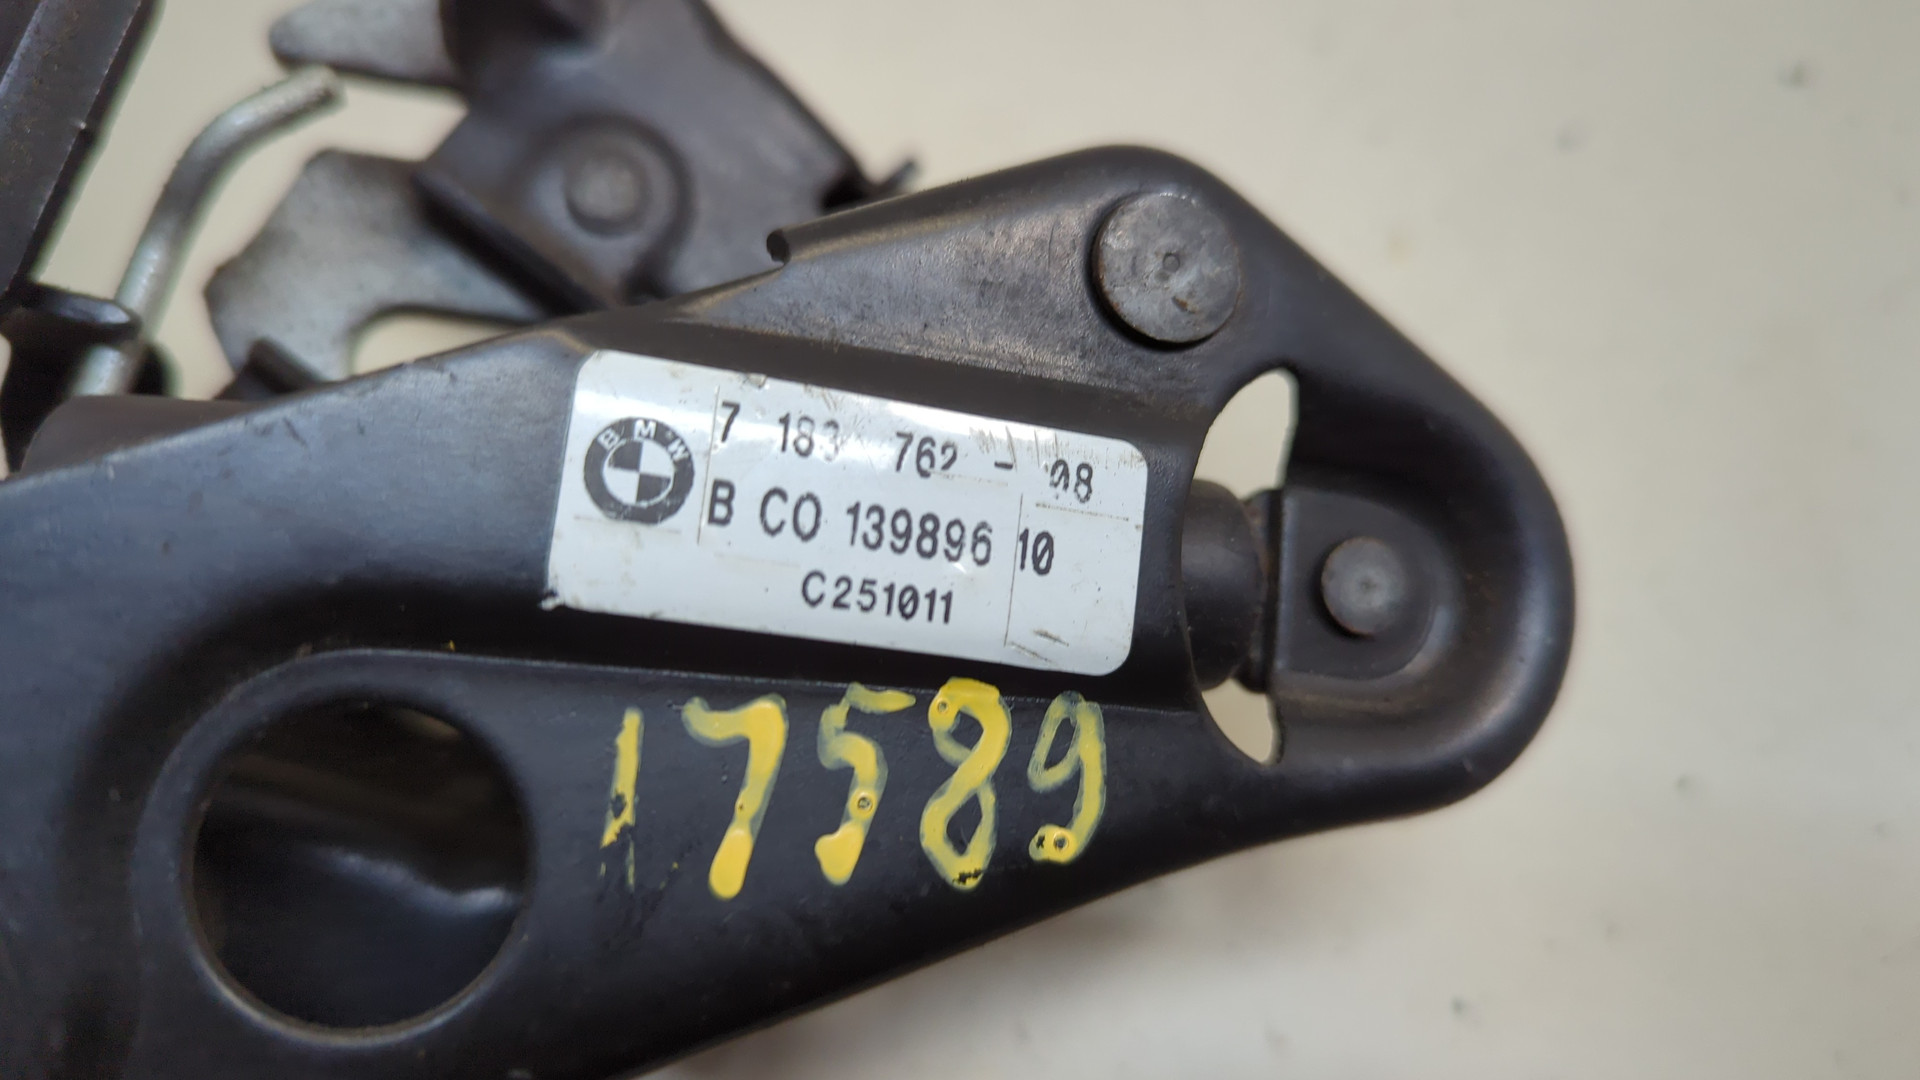 BMW
7 183 762 - 08
B CO 139896 10
C251011
17589